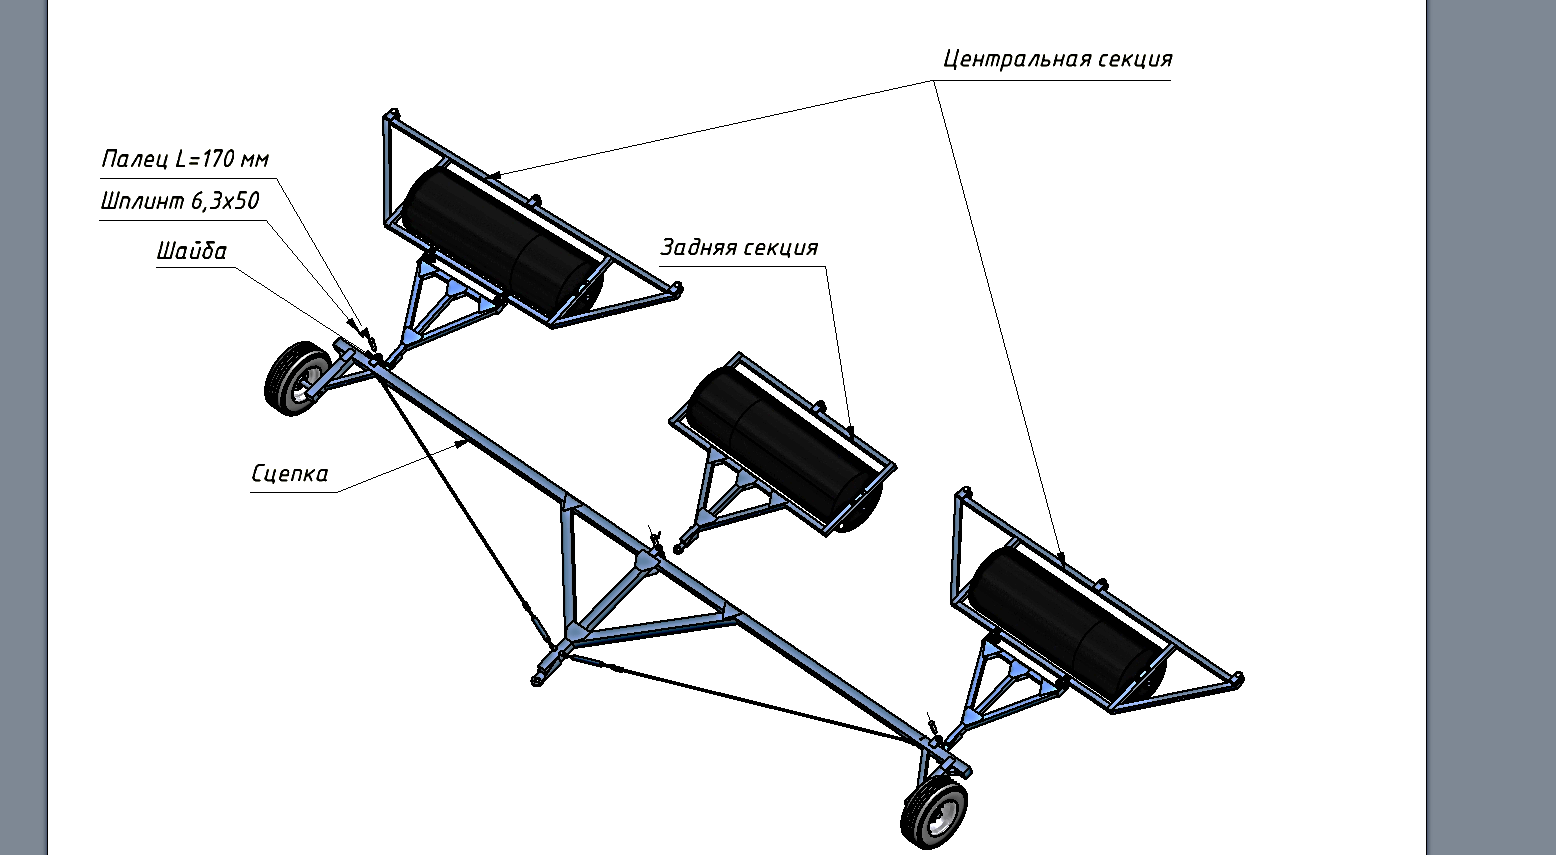 Центральная секция
Палец L=170 мм
Шплинт 6,3х50
Шайба
Задняя секция
Сцепка